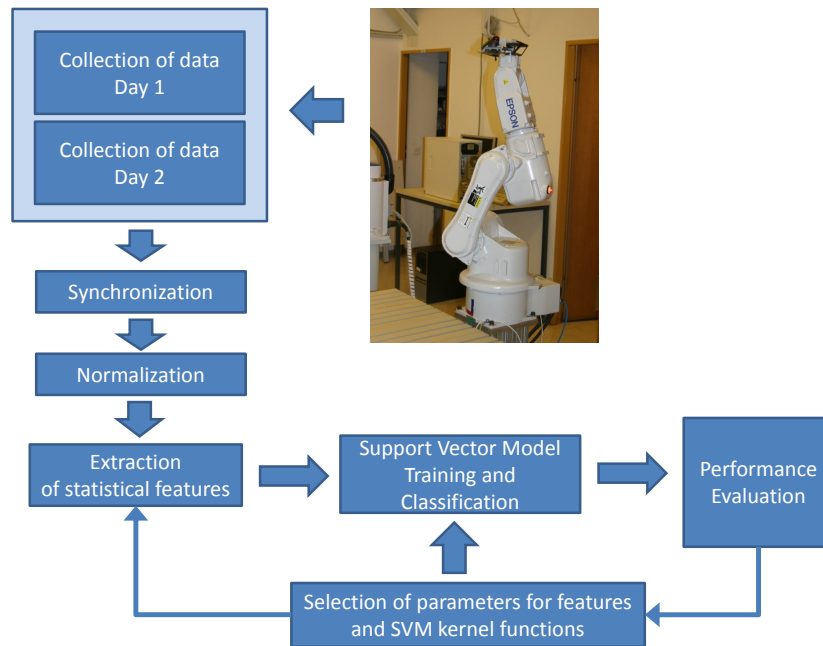 Collection of data
Day 1
Collection of data
Day 2
EPSON
Synchronization
Normalization
Extraction
of statistical features
Support Vector Model
Training and
Classification
Performance
Evaluation
Selection of parameters for features
and SVM kernel functions